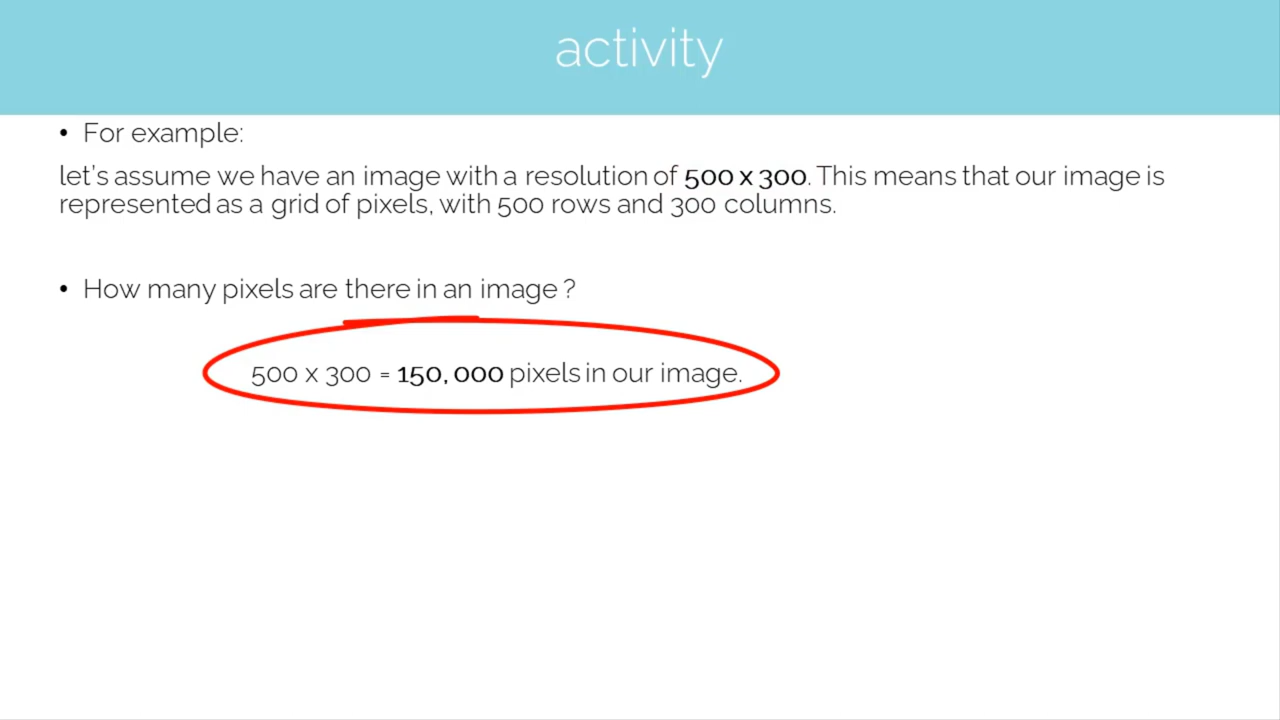 activity
• For example:
let's assume we have an image with a resolution of 500 x 300. This means that our image is
represented as a grid of pixels, with 500 rows and 300 columns.
• How many pixels are there in an image ?
500 x 300 = 150, 000 pixels in our image.